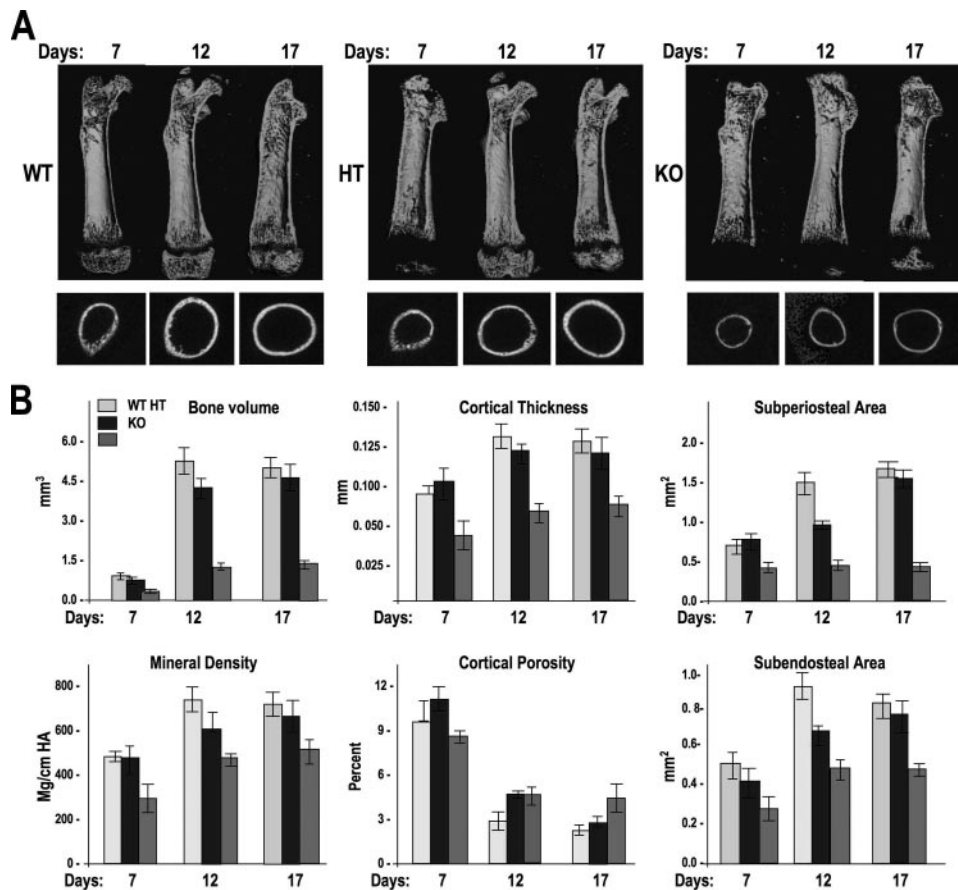 A
Days: 7 12 17
Days: 7 12 17
Days: 7 12 17
WT
HT
KO
B
WT HT
KO
Bone volume
mm3
6.0
4.5
3.0
1.5
0.0
Days: 7 12 17
Cortical Thickness
mm
0.150
0.125
0.100
0. 050
0.025
Days: 7 12 17
Subperiosteal Area
mm2
2.0
1.5
1.0
0.5
0.0
Days: 7 12 17
Mineral Density
Mg/cm HA
800
600
400
200
0
Days: 7 12 17
Cortical Porosity
Percent
12
9
6
3
0
Days: 7 12 17
Subendosteal Area
mm2
1.0
0.8
0.6
0.4
0.2
0.0
Days: 7 12 17